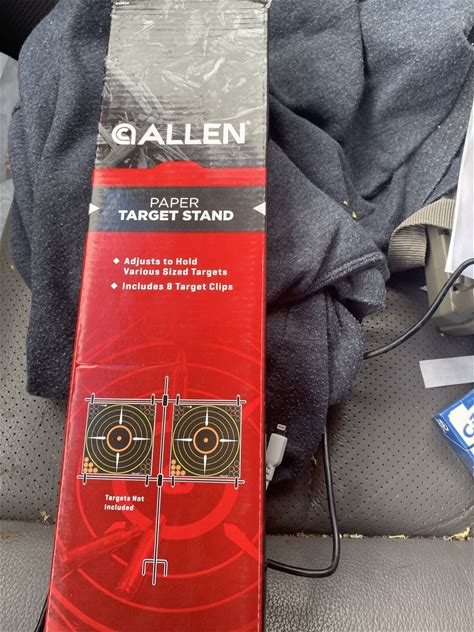 ALLEN
PAPER
TARGET STAND
Adjusts to Hold
Various Sized Targets
Includes 8 Target Clips
Targets Not
Included